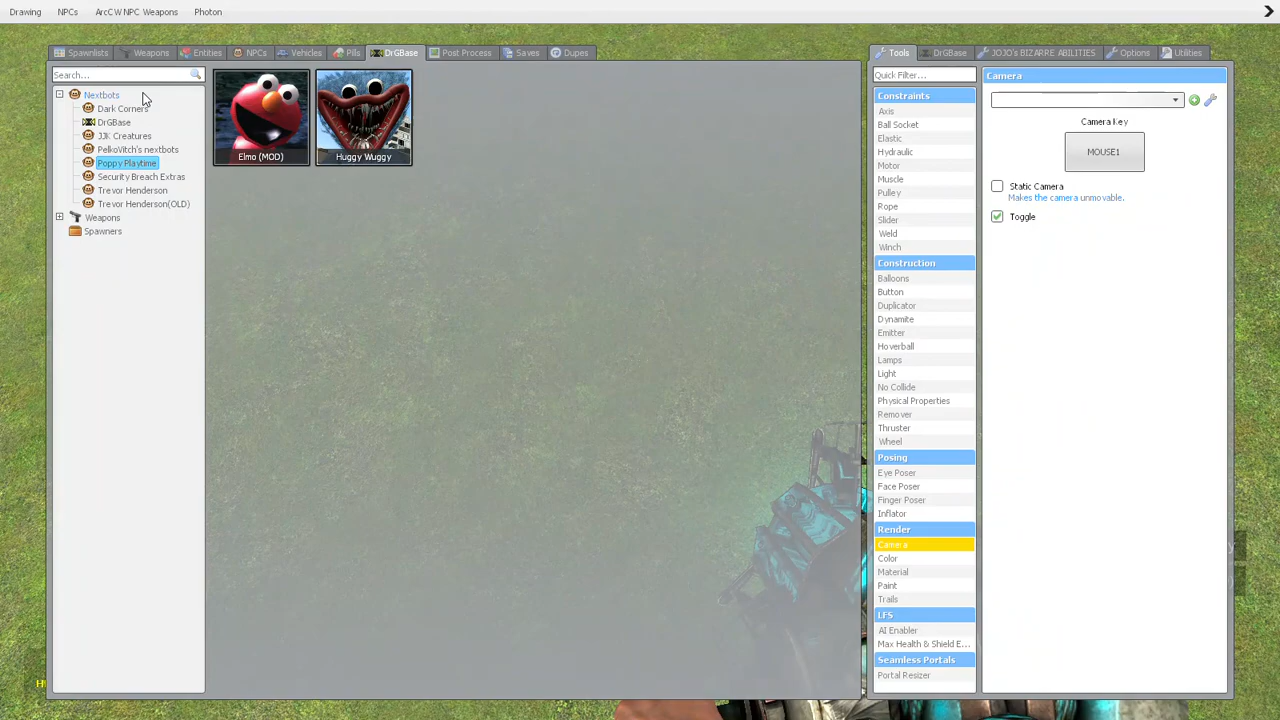 Drawing NPCs ArcCW NPC Weapons Photon
Spawnlists Weapons Entities NPCs Vehicles Pills DrGBase Post Process Saves Dupes
Search...
Nextbots
Dark Corners
DrGBase
JJK Creatures
PelkoVitch's nextbots
Poppy Playtime
Security Breach Extras
Trevor Henderson
Trevor Henderson(OLD)
Weapons
Spawners
Elmo (MOD)
Huggy Wuggy
Tools DrGBase JOJO's BIZARRE ABILITIES Options Utilities
Quick Filter...
Constraints
Axis
Ball Socket
Elastic
Hydraulic
Motor
Muscle
Pulley
Rope
Slider
Weld
Winch
Construction
Balloons
Button
Duplicator
Dynamite
Emitter
Hoverball
Lamps
Light
No Collide
Physical Properties
Remover
Thruster
Wheel
Posing
Eye Poser
Face Poser
Finger Poser
Inflator
Render
Camera
Color
Material
Paint
Trails
LFS
AI Enabler
Max Health & Shield E...
Seamless Portals
Portal Resizer
Camera
Camera Key
MOUSE1
Static Camera
Makes the camera unmovable.
Toggle